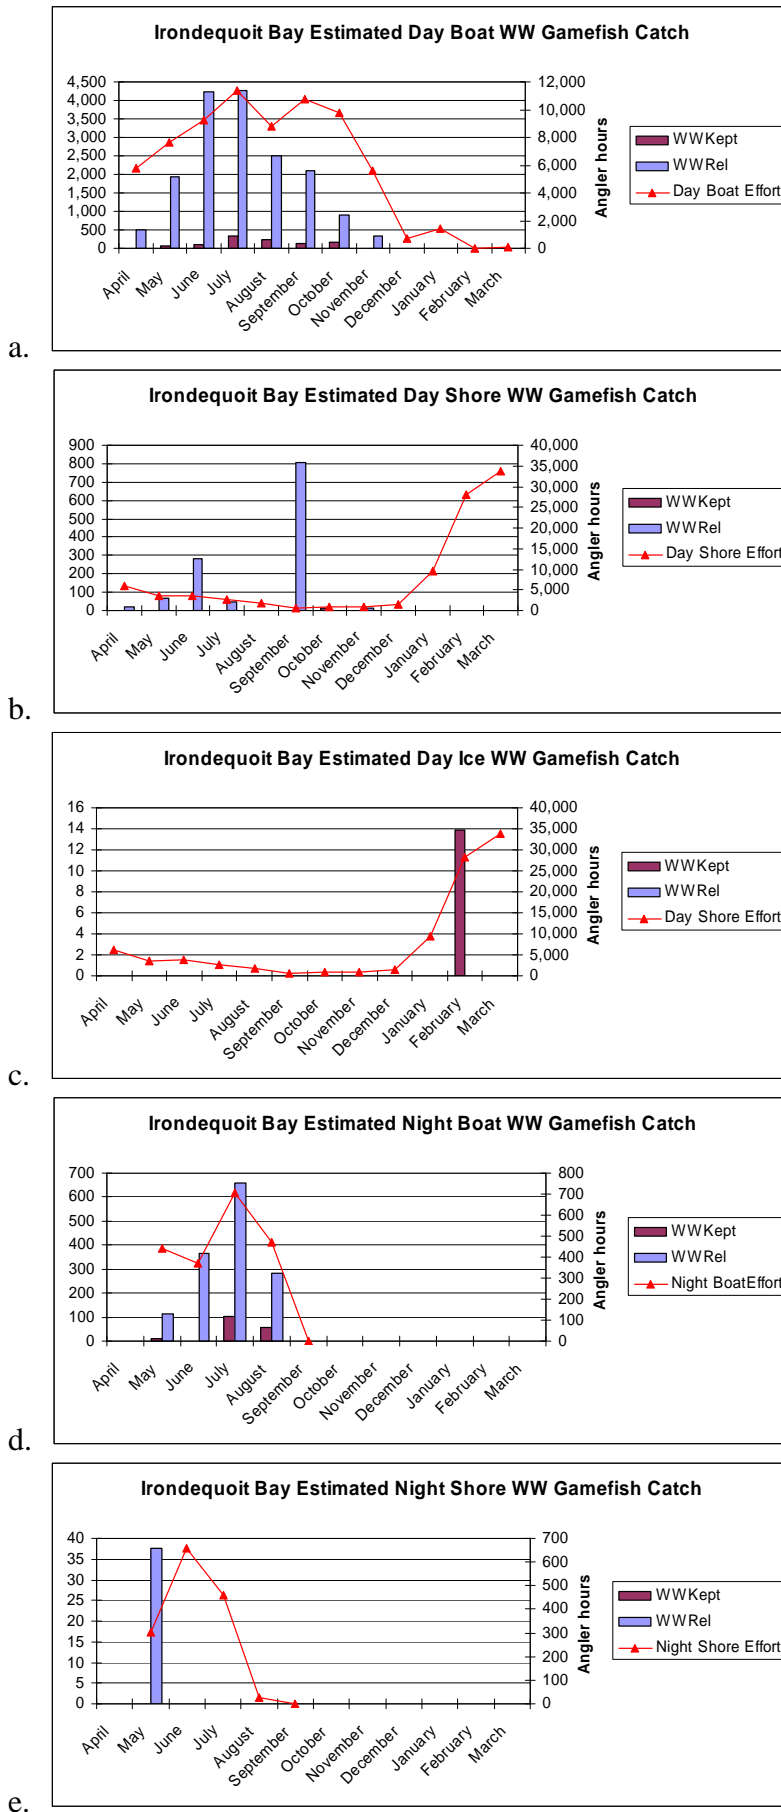 Irondequoit Bay Estimated Day Boat WW Gamefish Catch
4,500
4,000
3,500
3,000
2,500
2,000
1,500
1,000
500
0
12,000
10,000
8,000
6,000
4,000
2,000
0
Angler hours
April
May
June
July
August
September
October
November
December
January
February
March
WWKept
WWRel
Day Boat Effort
a.
Irondequoit Bay Estimated Day Shore WW Gamefish Catch
900
800
700
600
500
400
300
200
100
0
40,000
35,000
30,000
25,000
20,000
15,000
10,000
5,000
0
Angler hours
April
May
June
July
August
September
October
November
December
January
February
March
WWKept
WWRel
Day Shore Effort
b.
Irondequoit Bay Estimated Day Ice WW Gamefish Catch
16
14
12
10
8
6
4
2
0
40,000
35,000
30,000
25,000
20,000
15,000
10,000
5,000
0
Angler hours
April
May
June
July
August
September
October
November
December
January
February
March
WWKept
WWRel
Day Shore Effort
c.
Irondequoit Bay Estimated Night Boat WW Gamefish Catch
700
600
500
400
300
200
100
0
800
700
600
500
400
300
200
100
0
Angler hours
April
May
June
July
August
September
October
November
December
January
February
March
WWKept
WWRel
Night BoatEffort
d.
Irondequoit Bay Estimated Night Shore WW Gamefish Catch
40
35
30
25
20
15
10
5
0
700
600
500
400
300
200
100
0
Angler hours
April
May
June
July
August
September
October
November
December
January
February
March
WWKept
WWRel
Night Shore Effort
e.